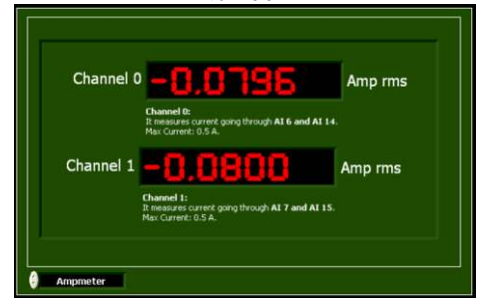 Channel 0 -0.0796 Amp rms
Channel 0:
It measures current going through AI 6 and AI 14.
Max Current: 0.5 A.
Channel 1 -0.0800 Amp rms
Channel 1:
It measures current going through AI 7 and AI 15.
Max Current: 0.5 A.
Ampmeter